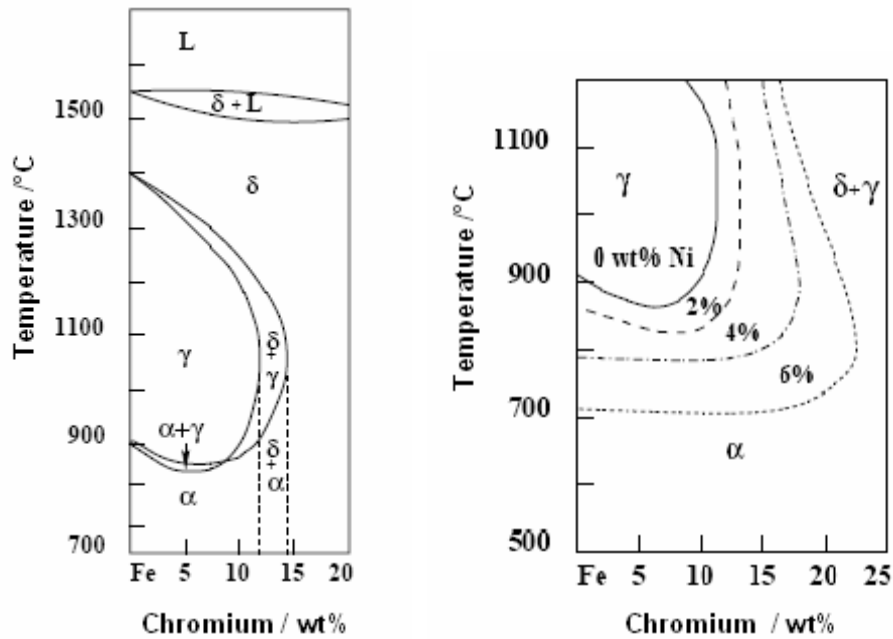 L
δ + L
1500
δ
1300
1100
γ
δ
+
γ
α+γ
900
δ
+
α
α
700
Fe 5 10 15 20
Chromium / wt%
Temperature /°C
1100
γ
δ+γ
0 wt% Ni
900
2%
4%
6%
700
α
500
Fe 5 10 15 20 25
Chromium / wt%
Temperature /°C